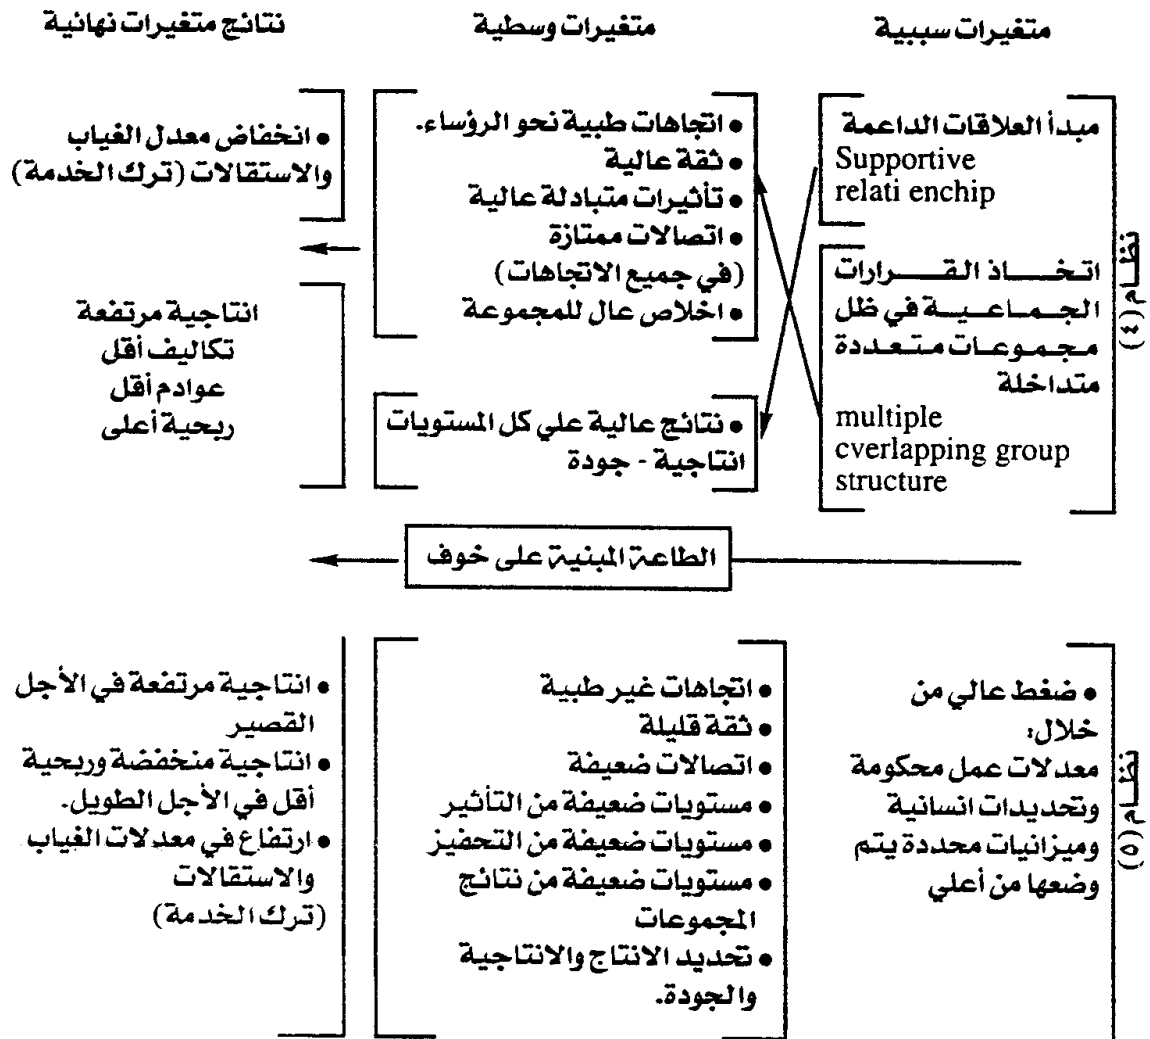 متغيرات سببية
متغيرات وسطية
نتائج متغيرات نهائية
نظام (٤)
مبدأ العلاقات الداعمة
Supportive
relati enchip
اتخاذ القرارات
الجماعية في ظل
مجموعات متعددة
متداخلة
multiple
cverlapping group
structure
• اتجاهات طبية نحو الرؤساء.
• ثقة عالية
• تأثيرات متبادلة عالية
• اتصالات ممتازة
(في جميع الاتجاهات)
• اخلاص عال للمجموعة
• نتائج عالية علي كل المستويات
انتاجية - جودة
• انخفاض معدل الغياب
والاستقالات (ترك الخدمة)
انتاجية مرتفعة
تكاليف أقل
عوادم أقل
ربحية أعلى
الطاعة المبنية على خوف
نظام (٥)
• ضغط عالي من
خلال:
معدلات عمل محكومة
وتحديدات انسانية
وميزانيات محددة يتم
وضعها من أعلي
• اتجاهات غير طبية
• ثقة قليلة
• اتصالات ضعيفة
• مستويات ضعيفة من التأثير
• مستويات ضعيفة من التحفيز
• مستويات ضعيفة من نتائج
المجموعات
• تحديد الانتاج والانتاجية
والجودة.
• انتاجية مرتفعة في الأجل
القصير
• انتاجية منخفضة وربحية
أقل في الأجل الطويل.
• ارتفاع في معدلات الغياب
والاستقالات
(ترك الخدمة)